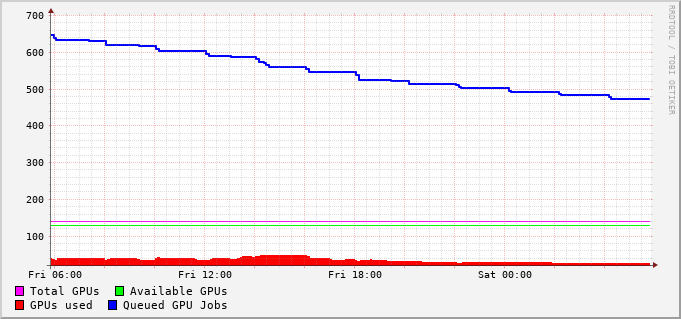 700
600
500
400
300
200
100
Fri 06:00 Fri 12:00 Fri 18:00 Sat 00:00
Total GPUs Available GPUs
GPUs used Queued GPU Jobs
RRDTOOL / TOBI OETIKER